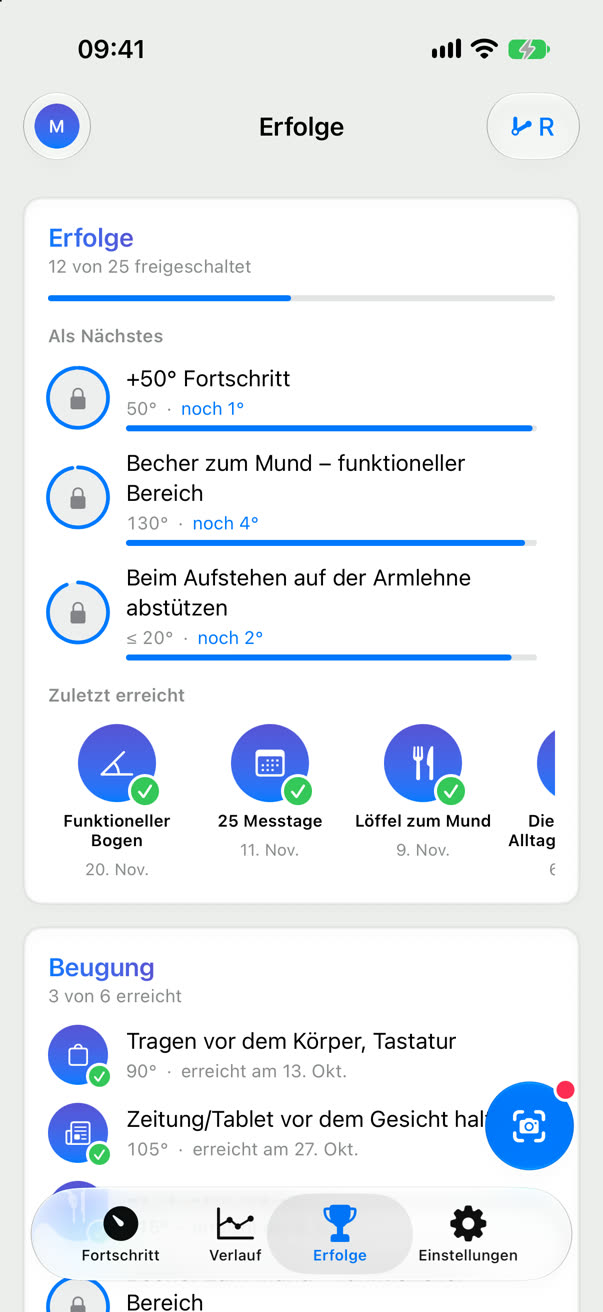 09:41
M
Erfolge
R
Erfolge
12 von 25 freigeschaltet
Als Nächstes
+50° Fortschritt
50° · noch 1°
Becher zum Mund – funktioneller
Bereich
130° · noch 4°
Beim Aufstehen auf der Armlehne
abstützen
≤ 20° · noch 2°
Zuletzt erreicht
Funktioneller
Bogen
20. Nov.
25 Messtage
11. Nov.
Löffel zum Mund
9. Nov.
Die
Alltag
6
Beugung
3 von 6 erreicht
Tragen vor dem Körper, Tastatur
90° · erreicht am 13. Okt.
Zeitung/Tablet vor dem Gesicht hal
105° · erreicht am 27. Okt.
Fortschritt
Verlauf
Erfolge
Einstellungen
Bereich